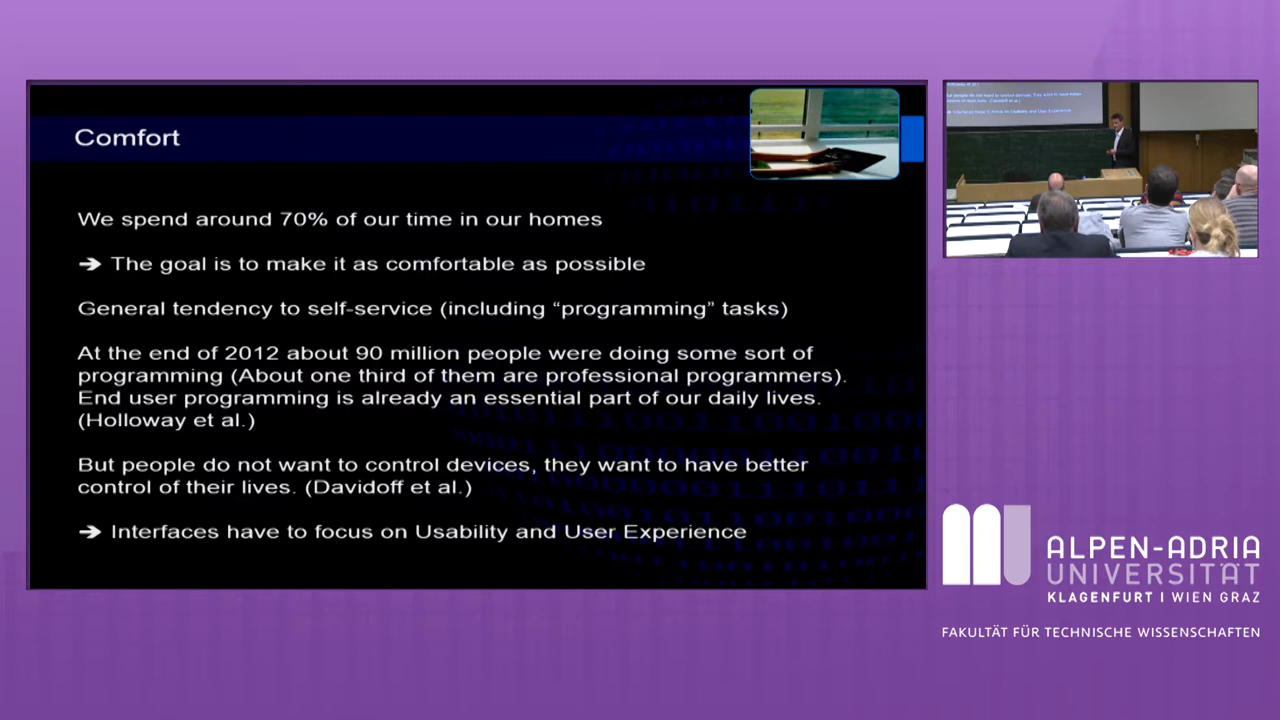 Comfort
We spend around 70% of our time in our homes
➔ The goal is to make it as comfortable as possible
General tendency to self-service (including “programming” tasks)
At the end of 2012 about 90 million people were doing some sort of
programming (About one third of them are professional programmers).
End user programming is already an essential part of our daily lives.
(Holloway et al.)
But people do not want to control devices, they want to have better
control of their lives. (Davidoff et al.)
➔ Interfaces have to focus on Usability and User Experience
ALPEN-ADRIA
UNIVERSITÄT
KLAGENFURT I WIEN GRAZ
FAKULTÄT FÜR TECHNISCHE WISSENSCHAFTEN